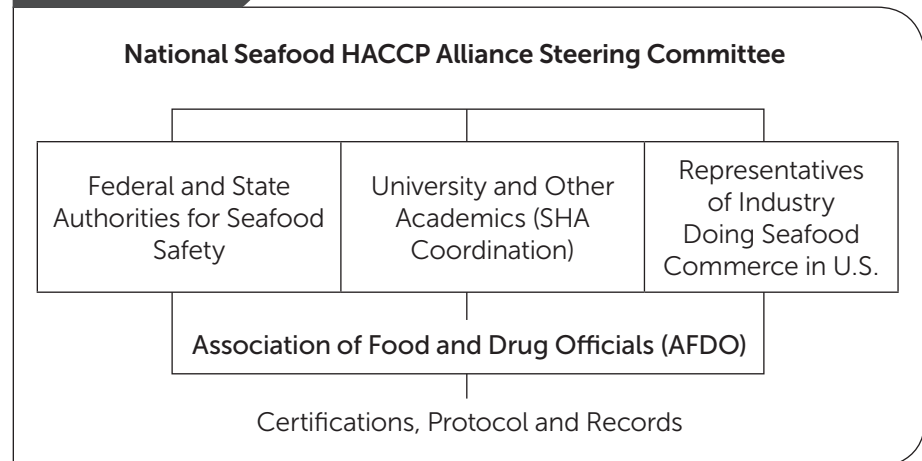 National Seafood HACCP Alliance Steering Committee
Federal and State
Authorities for Seafood
Safety
University and Other
Academics (SHA
Coordination)
Representatives
of Industry
Doing Seafood
Commerce in U.S.
Association of Food and Drug Officials (AFDO)
Certifications, Protocol and Records